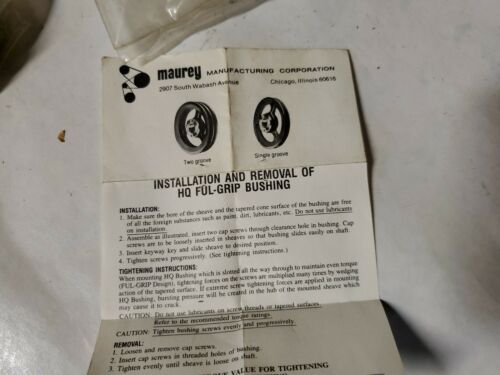 maurey MANUFACTURING CORPORATION
2907 South Wabash Avenue Chicago, Illinois 60616
Two groove Single groove
INSTALLATION AND REMOVAL OF
HQ FUL-GRIP BUSHING
INSTALLATION:
1. Make sure the bore of the sheave and the tapered cone surface of the bushing are free
of all the foreign substances such as paint, dirt, lubricants, etc. Do not use lubricants
on installation
2. Assemble as illustrated, insert two cap screws through clearance hole in bushing. Cap
screws are to be loosely inserted in sheaves so that bushing slides easily on shaft.
3. Insert keyway key and slide sheave to desired position.
4. Tighten screws progressively. (See tightening instructions.)
TIGHTENING INSTRUCTIONS:
When mounting HQ Bushing which is slotted all the way through to maintain even torque
(FUL-GRIP Design), tightening forces on the screws are multiplied many times by wedging
action of the tapered surface. If extreme screw tightening forces are applied in mounting
HQ Bushing, bursting pressure will be created in the hub of the mounted sheave which
may cause it to crack.
CAUTION: Do not use lubricants on screw threads or tapered surfaces.
Refer to the recommended torque ratings.
CAUTION: Tighten bushing screws evenly and progressively.
REMOVAL:
1. Loosen and remove cap screws.
2. Insert cap screws in threaded holes of bushing.
3. Tighten evenly until sheave is loose on shaft.
VALUE FOR TIGHTENING